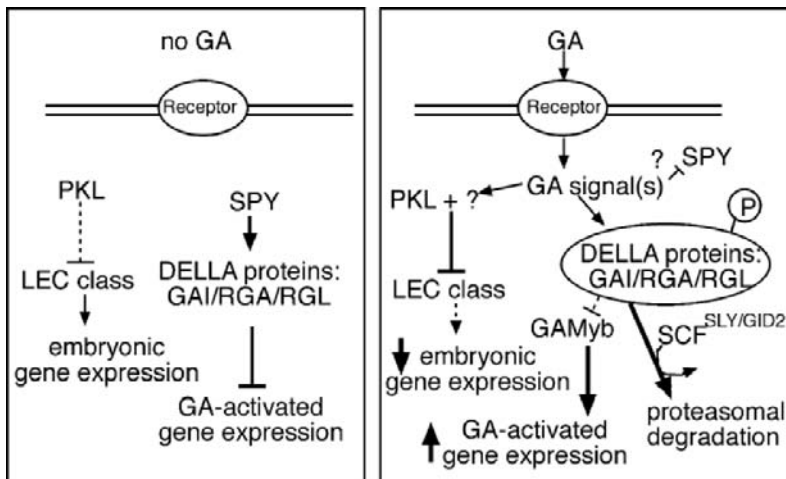 no GA
Receptor
PKL
SPY
LEC class
DELLA proteins:
GAI/RGA/RGL
embryonic
gene expression
GA-activated
gene expression
GA
Receptor
?
SPY
PKL + ?
GA signal(s)
P
DELLA proteins:
GAI/RGA/RGL
LEC class
GAMyb
SCF SLY/GID2
embryonic
gene expression
proteasomal
degradation
GA-activated
gene expression